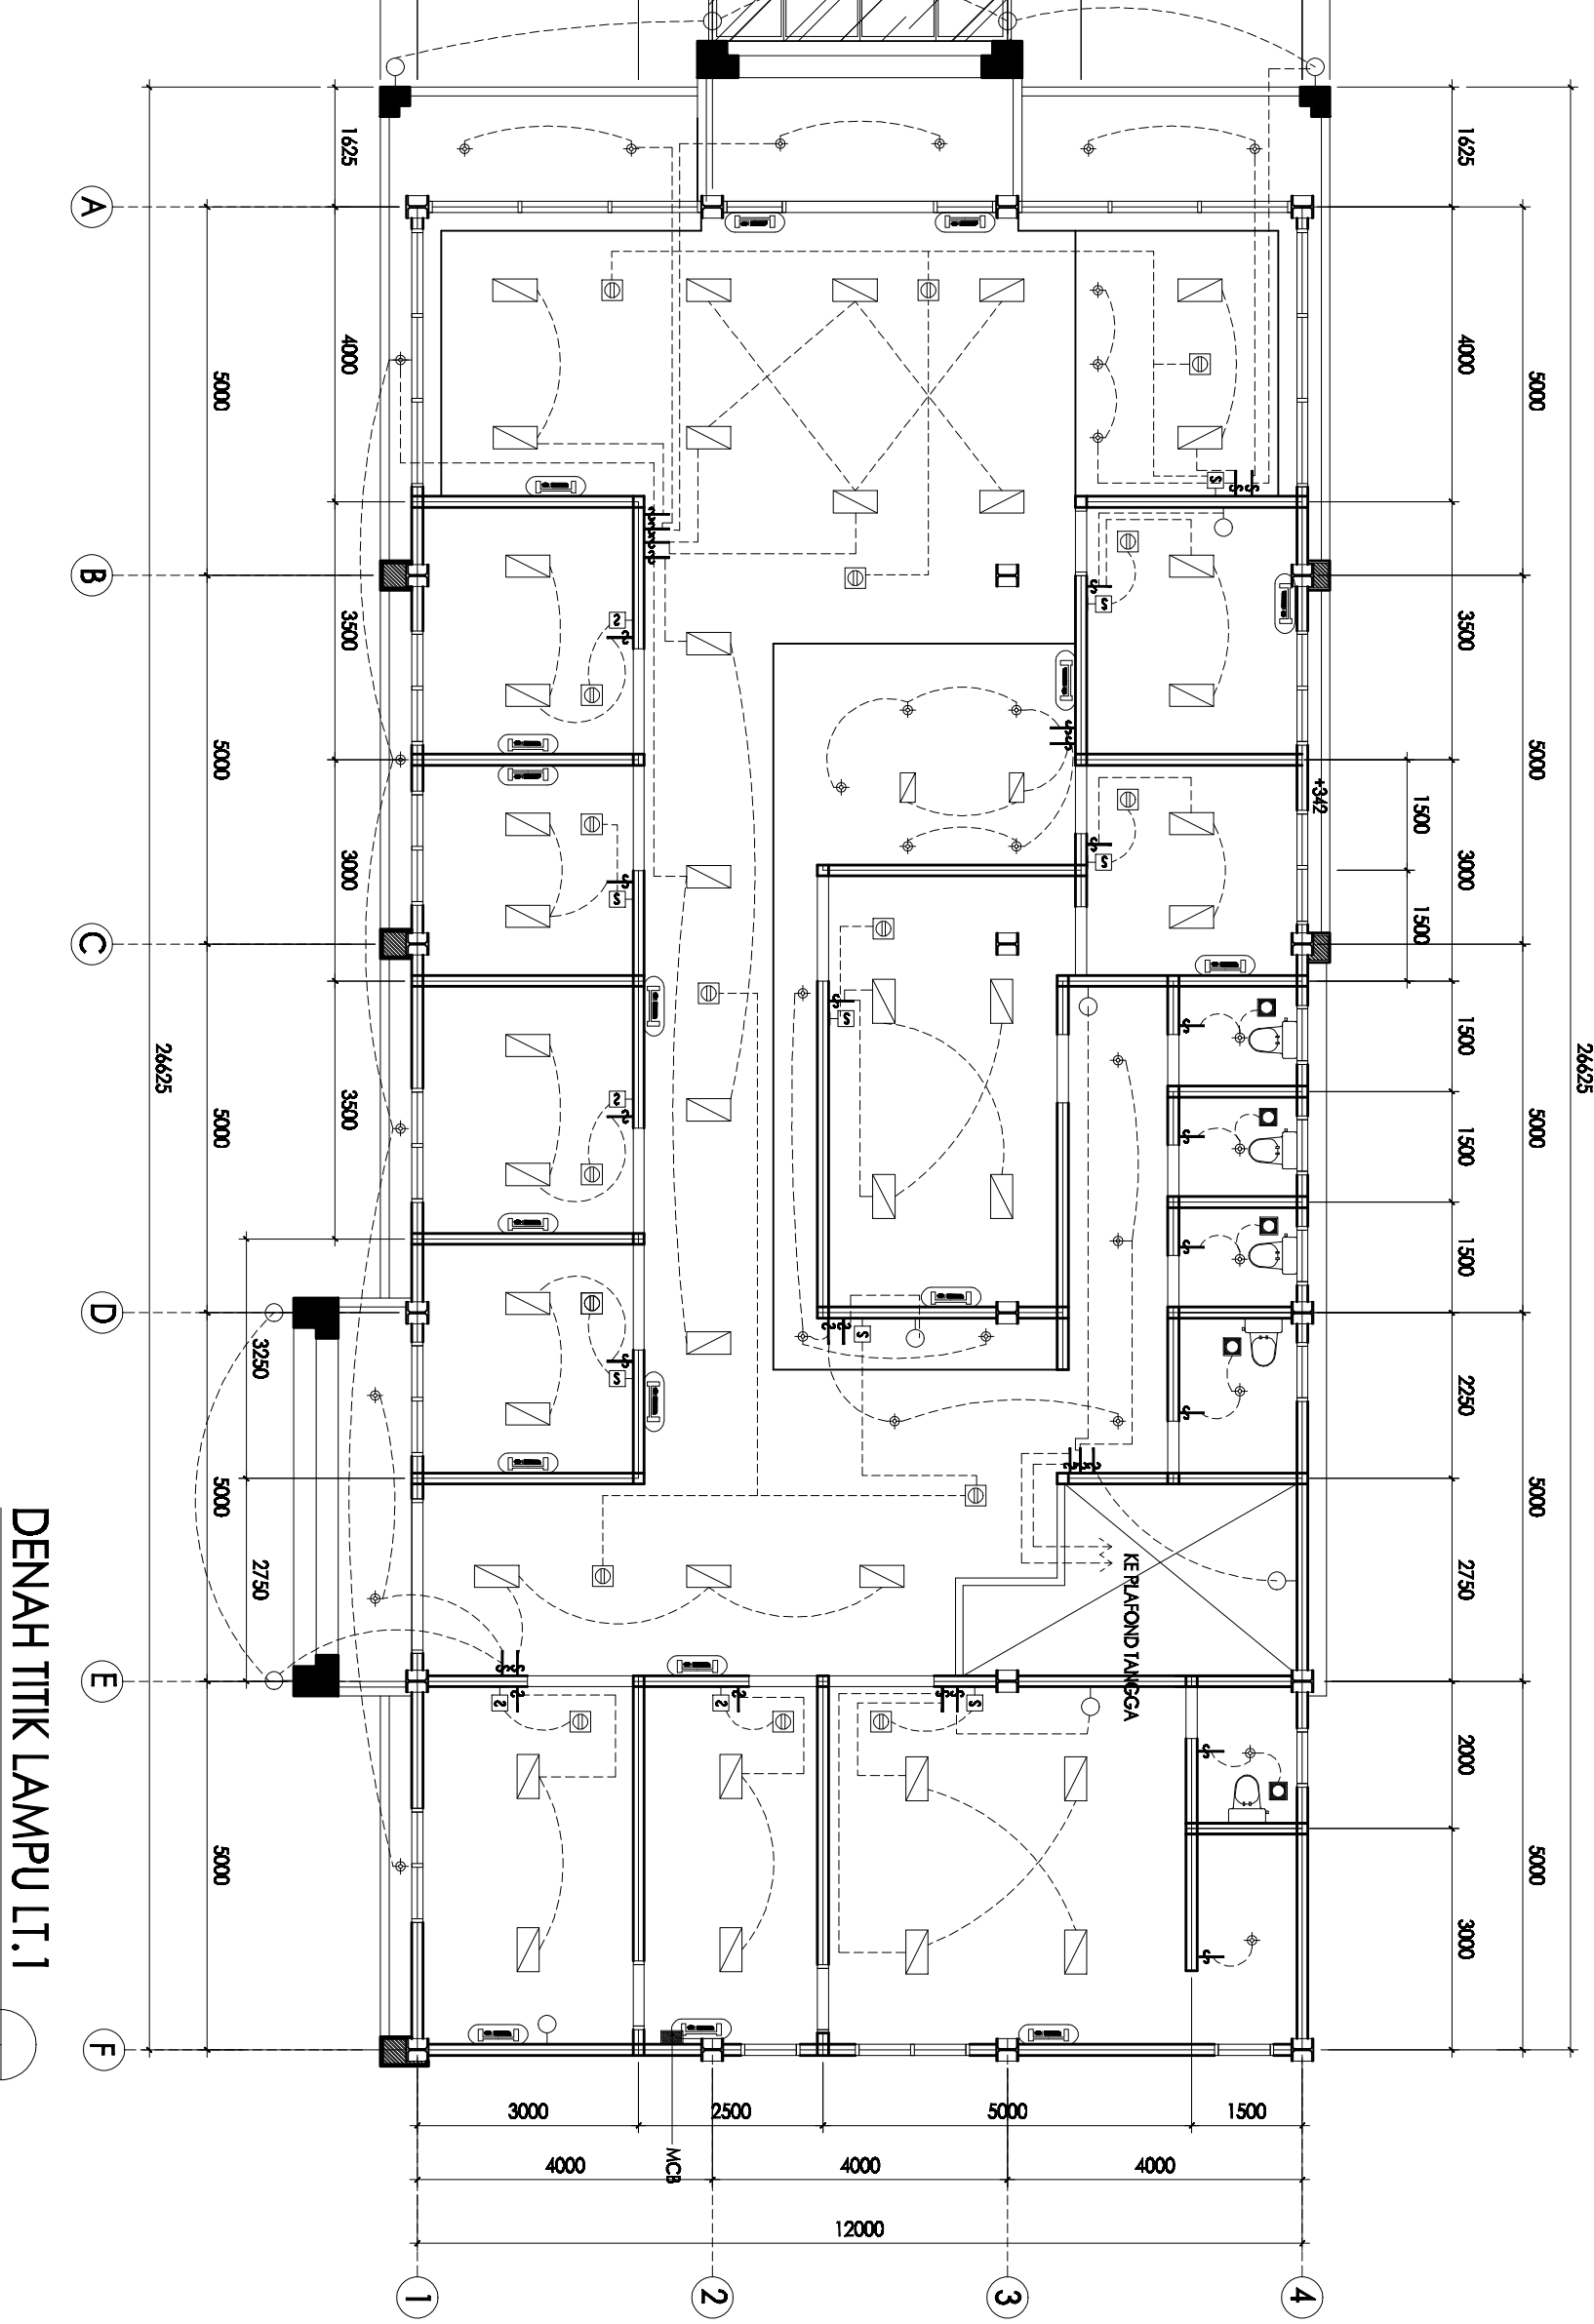 DENAH TITIK LAMPU LT.1
A
B
C
D
E
F
1
2
3
4
26625
5000
5000
5000
5000
5000
1625
4000
3500
3000
1500
1500
1500
2250
2750
2000
3000
1500
1500
+342
26625
5000
5000
5000
5000
5000
1625
4000
3500
3000
3500
3250
2750
3000
2500
5000
1500
4000
4000
4000
12000
MCB
KE PLAFOND TANGGA
S
S
S
S
S
S
S
S
S
S
S
S
S